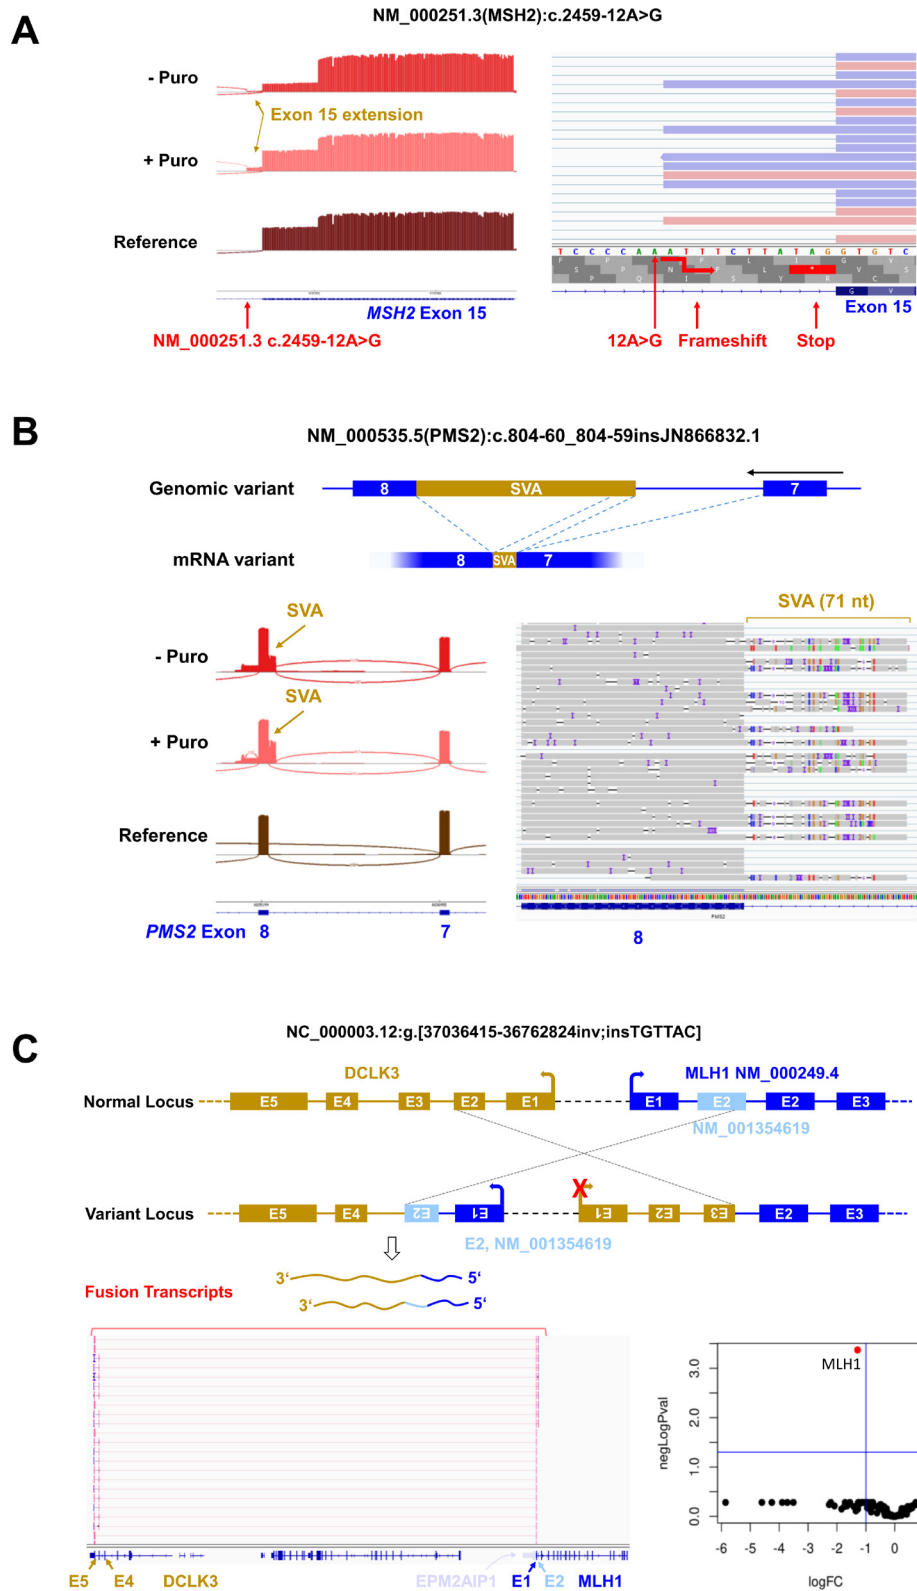 A
NM_000251.3(MSH2):c.2459-12A>G
- Puro
Exon 15 extension
+ Puro
Reference
MSH2 Exon 15
NM_000251.3 c.2459-12A>G
T C C C C A A A T T T C T T A T A G G T G T C
F P P F L I G V
S P N F L * V S
P Q I S Y R C
G V
Exon 15
12A>G Frameshift Stop
B
NM_000535.5(PMS2):c.804-60_804-59insJN866832.1
Genomic variant
8 SVA 7
mRNA variant
8 SVA 7
SVA (71 nt)
SVA
- Puro
SVA
+ Puro
Reference
PMS2 Exon 8 7
PMS2
8
C
NC_000003.12:g.[37036415-36762824inv;insTGTTAC]
DCLK3
MLH1 NM_000249.4
Normal Locus
E5 E4 E3 E2 E1 E1 E2 E2 E3
NM_001354619
X
Variant Locus
E5 E4 E2 E1 E1 E2 E3 E2 E3
E2, NM_001354619
Fusion Transcripts
3‘ 5‘
3‘ 5‘
E5 E4 DCLK3 EPM2AIP1 E1 E2 MLH1
MLH1
negLogPval
3.0
2.0
1.0
0.0
-6 -5 -4 -3 -2 -1 0
logFC